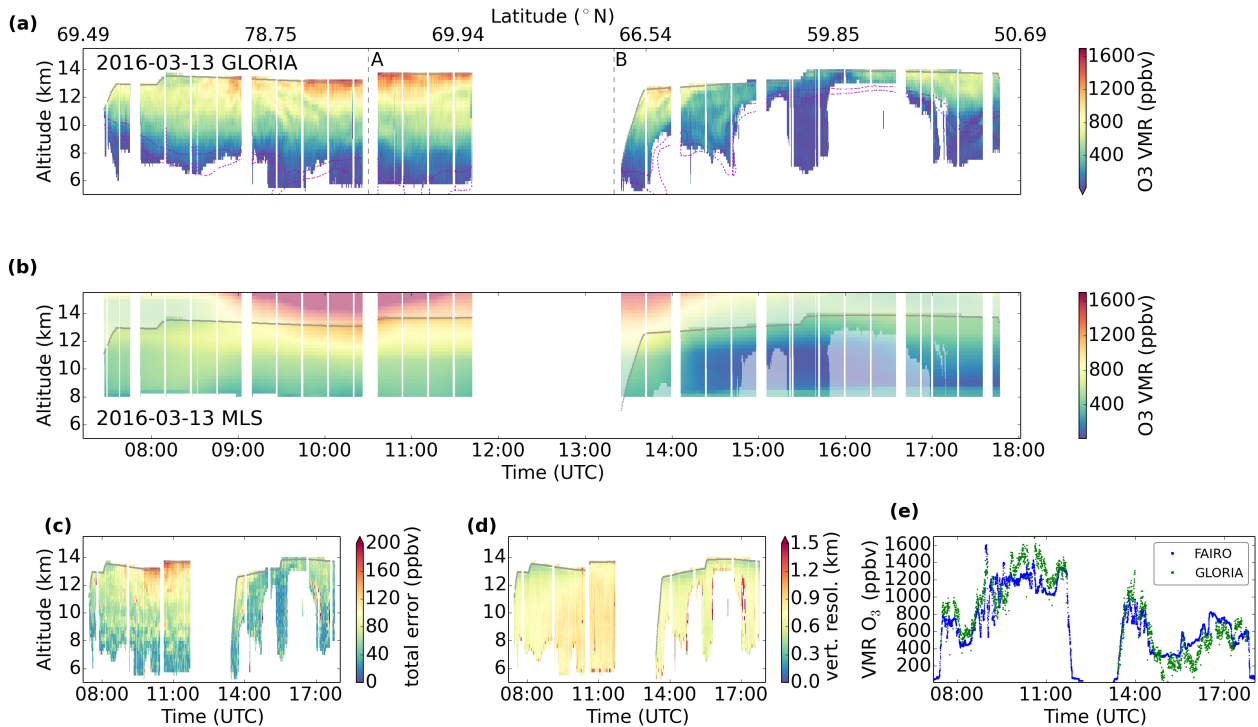 Latitude (°N)
(a)
69.49 78.75 69.94 66.54 59.85 50.69
2016-03-13 GLORIA
A
B
14
12
10
8
6
Altitude (km)
1600
1200
800
400
O3 VMR (ppbv)
(b)
14
12
10
8
6
Altitude (km)
2016-03-13 MLS
08:00 09:00 10:00 11:00 12:00 13:00 14:00 15:00 16:00 17:00 18:00
Time (UTC)
1600
1200
800
400
O3 VMR (ppbv)
(c)
14
12
10
8
6
Altitude (km)
08:00 11:00 14:00 17:00
Time (UTC)
200
160
120
80
40
0
total error (ppbv)
(d)
14
12
10
8
6
08:00 11:00 14:00 17:00
Time (UTC)
1.5
1.2
0.9
0.6
0.3
0.0
vert. resol. (km)
(e)
1600
1400
1200
1000
800
600
400
200
VMR O3 (ppbv)
FAIRO
GLORIA
08:00 11:00 14:00 17:00
Time (UTC)